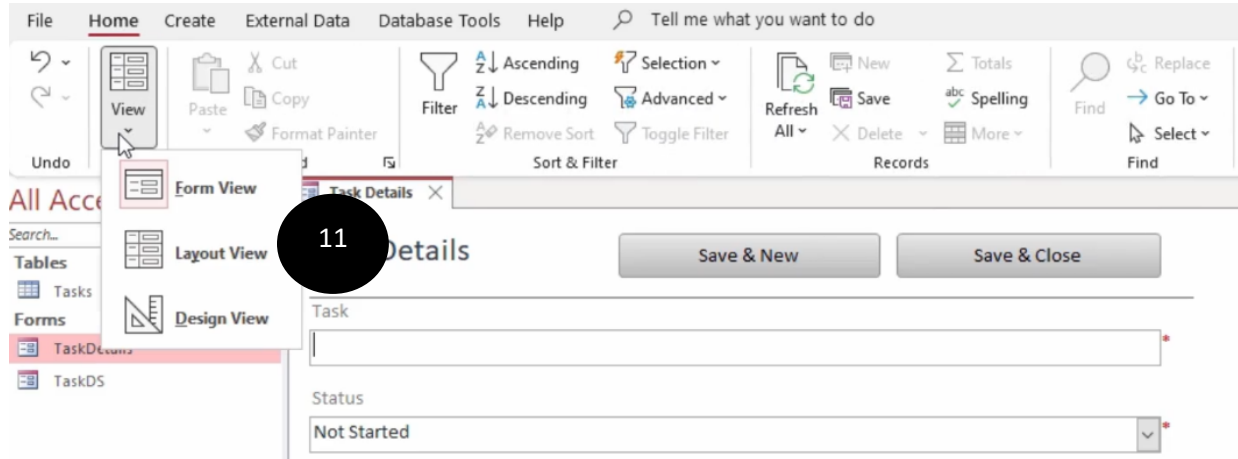 File Home Create External Data Database Tools Help Tell me what you want to do
View
Paste
Cut
Copy
Format Painter
Filter
Ascending
Descending
Remove Sort
Selection
Advanced
Toggle Filter
Refresh
All
New
Save
Delete
Totals
Spelling
More
Find
Replace
Go To
Select
Undo
Sort & Filter
Records
Find
Form View
Layout View
Design View
All Acce
Search...
Tables
Tasks
Forms
TaskDetails
TaskDS
Task Details
11
Details
Save & New
Save & Close
Task
*
Status
Not Started
*